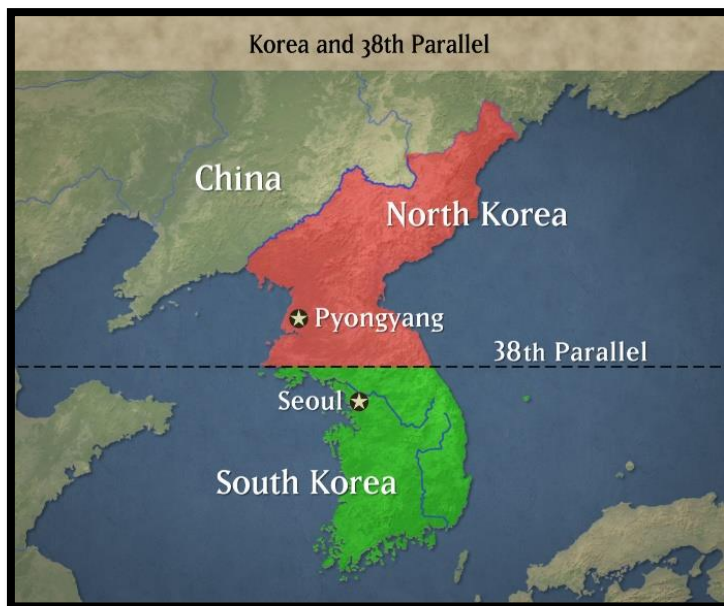 Korea and 38th Parallel
China
North Korea
Pyongyang
38th Parallel
Seoul
South Korea